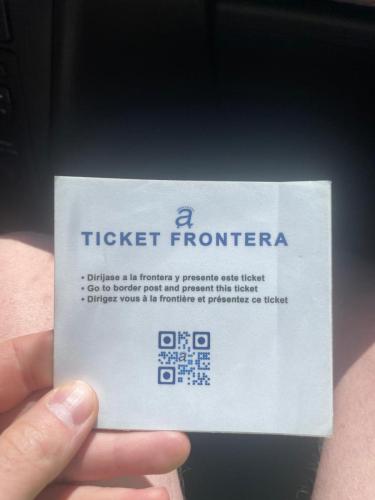 a
TICKET FRONTERA
• Diríjase a la frontera y presente este ticket
• Go to border post and present this ticket
• Dirigez vous à la frontière et présentez ce ticket
a